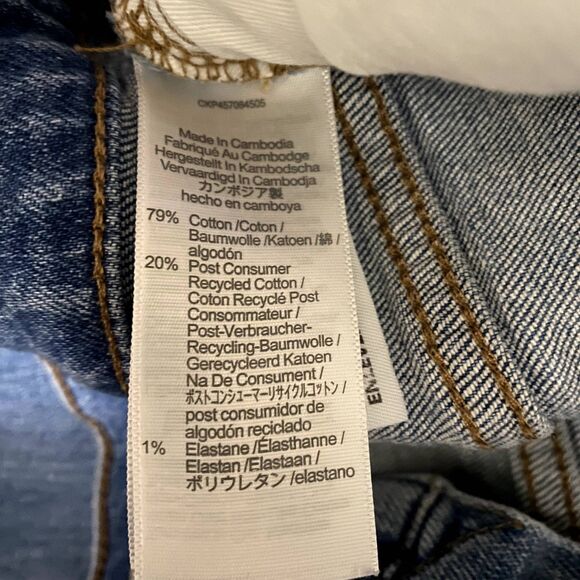 CXP457084505
Made In Cambodia
Fabriqué Au Cambodge
Hergestellt In Kambodscha
Vervaardigd In Cambodja
カンボジア製
hecho en camboya
79% Cotton /Coton /
Baumwolle /Katoen /綿 /
algodón
20% Post Consumer
Recycled Cotton /
Coton Recyclé Post
Consommateur /
Post-Verbraucher-
Recycling-Baumwolle /
Gerecycleerd Katoen
Na De Consument /
ポストコンシューマーリサイクルコットン /
post consumidor de
algodón reciclado
1% Elastane /Élasthanne /
Elastan /Elastaan /
ポリウレタン /elastano